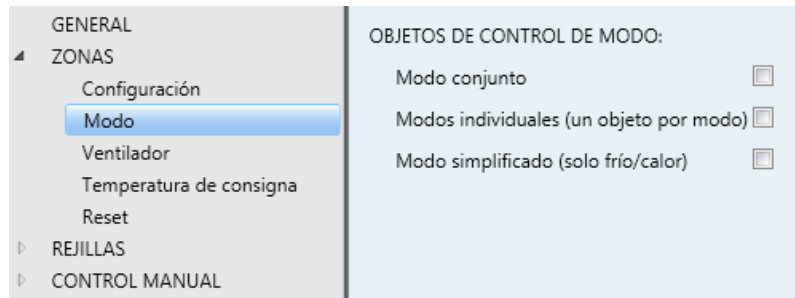 GENERAL
ZONAS
Configuración
Modo
Ventilador
Temperatura de consigna
Reset
REJILLAS
CONTROL MANUAL
OBJETOS DE CONTROL DE MODO:
Modo conjunto
Modos individuales (un objeto por modo)
Modo simplificado (solo frío/calor)